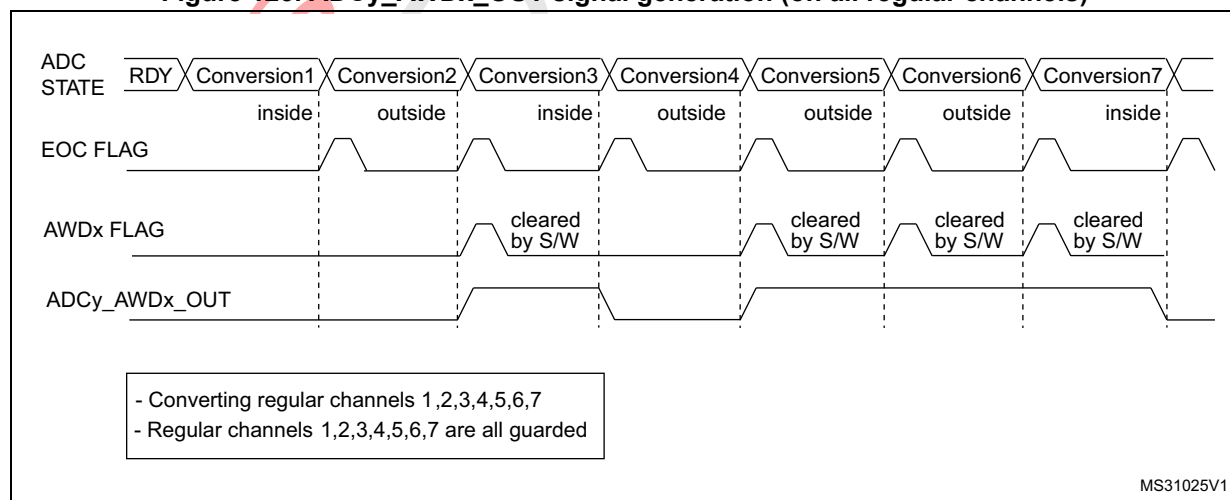 ADC
STATE
RDY Conversion1 Conversion2 Conversion3 Conversion4 Conversion5 Conversion6 Conversion7
inside outside inside outside outside outside inside
EOC FLAG
AWDx FLAG
cleared
by S/W
cleared
by S/W
cleared
by S/W
cleared
by S/W
ADCy_AWDx_OUT
- Converting regular channels 1,2,3,4,5,6,7
- Regular channels 1,2,3,4,5,6,7 are all guarded
MS31025V1